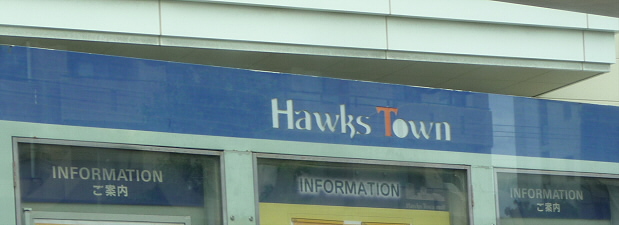 Hawks Town
INFORMATION
ご案内
INFORMATION
INFORMATION
ご案内